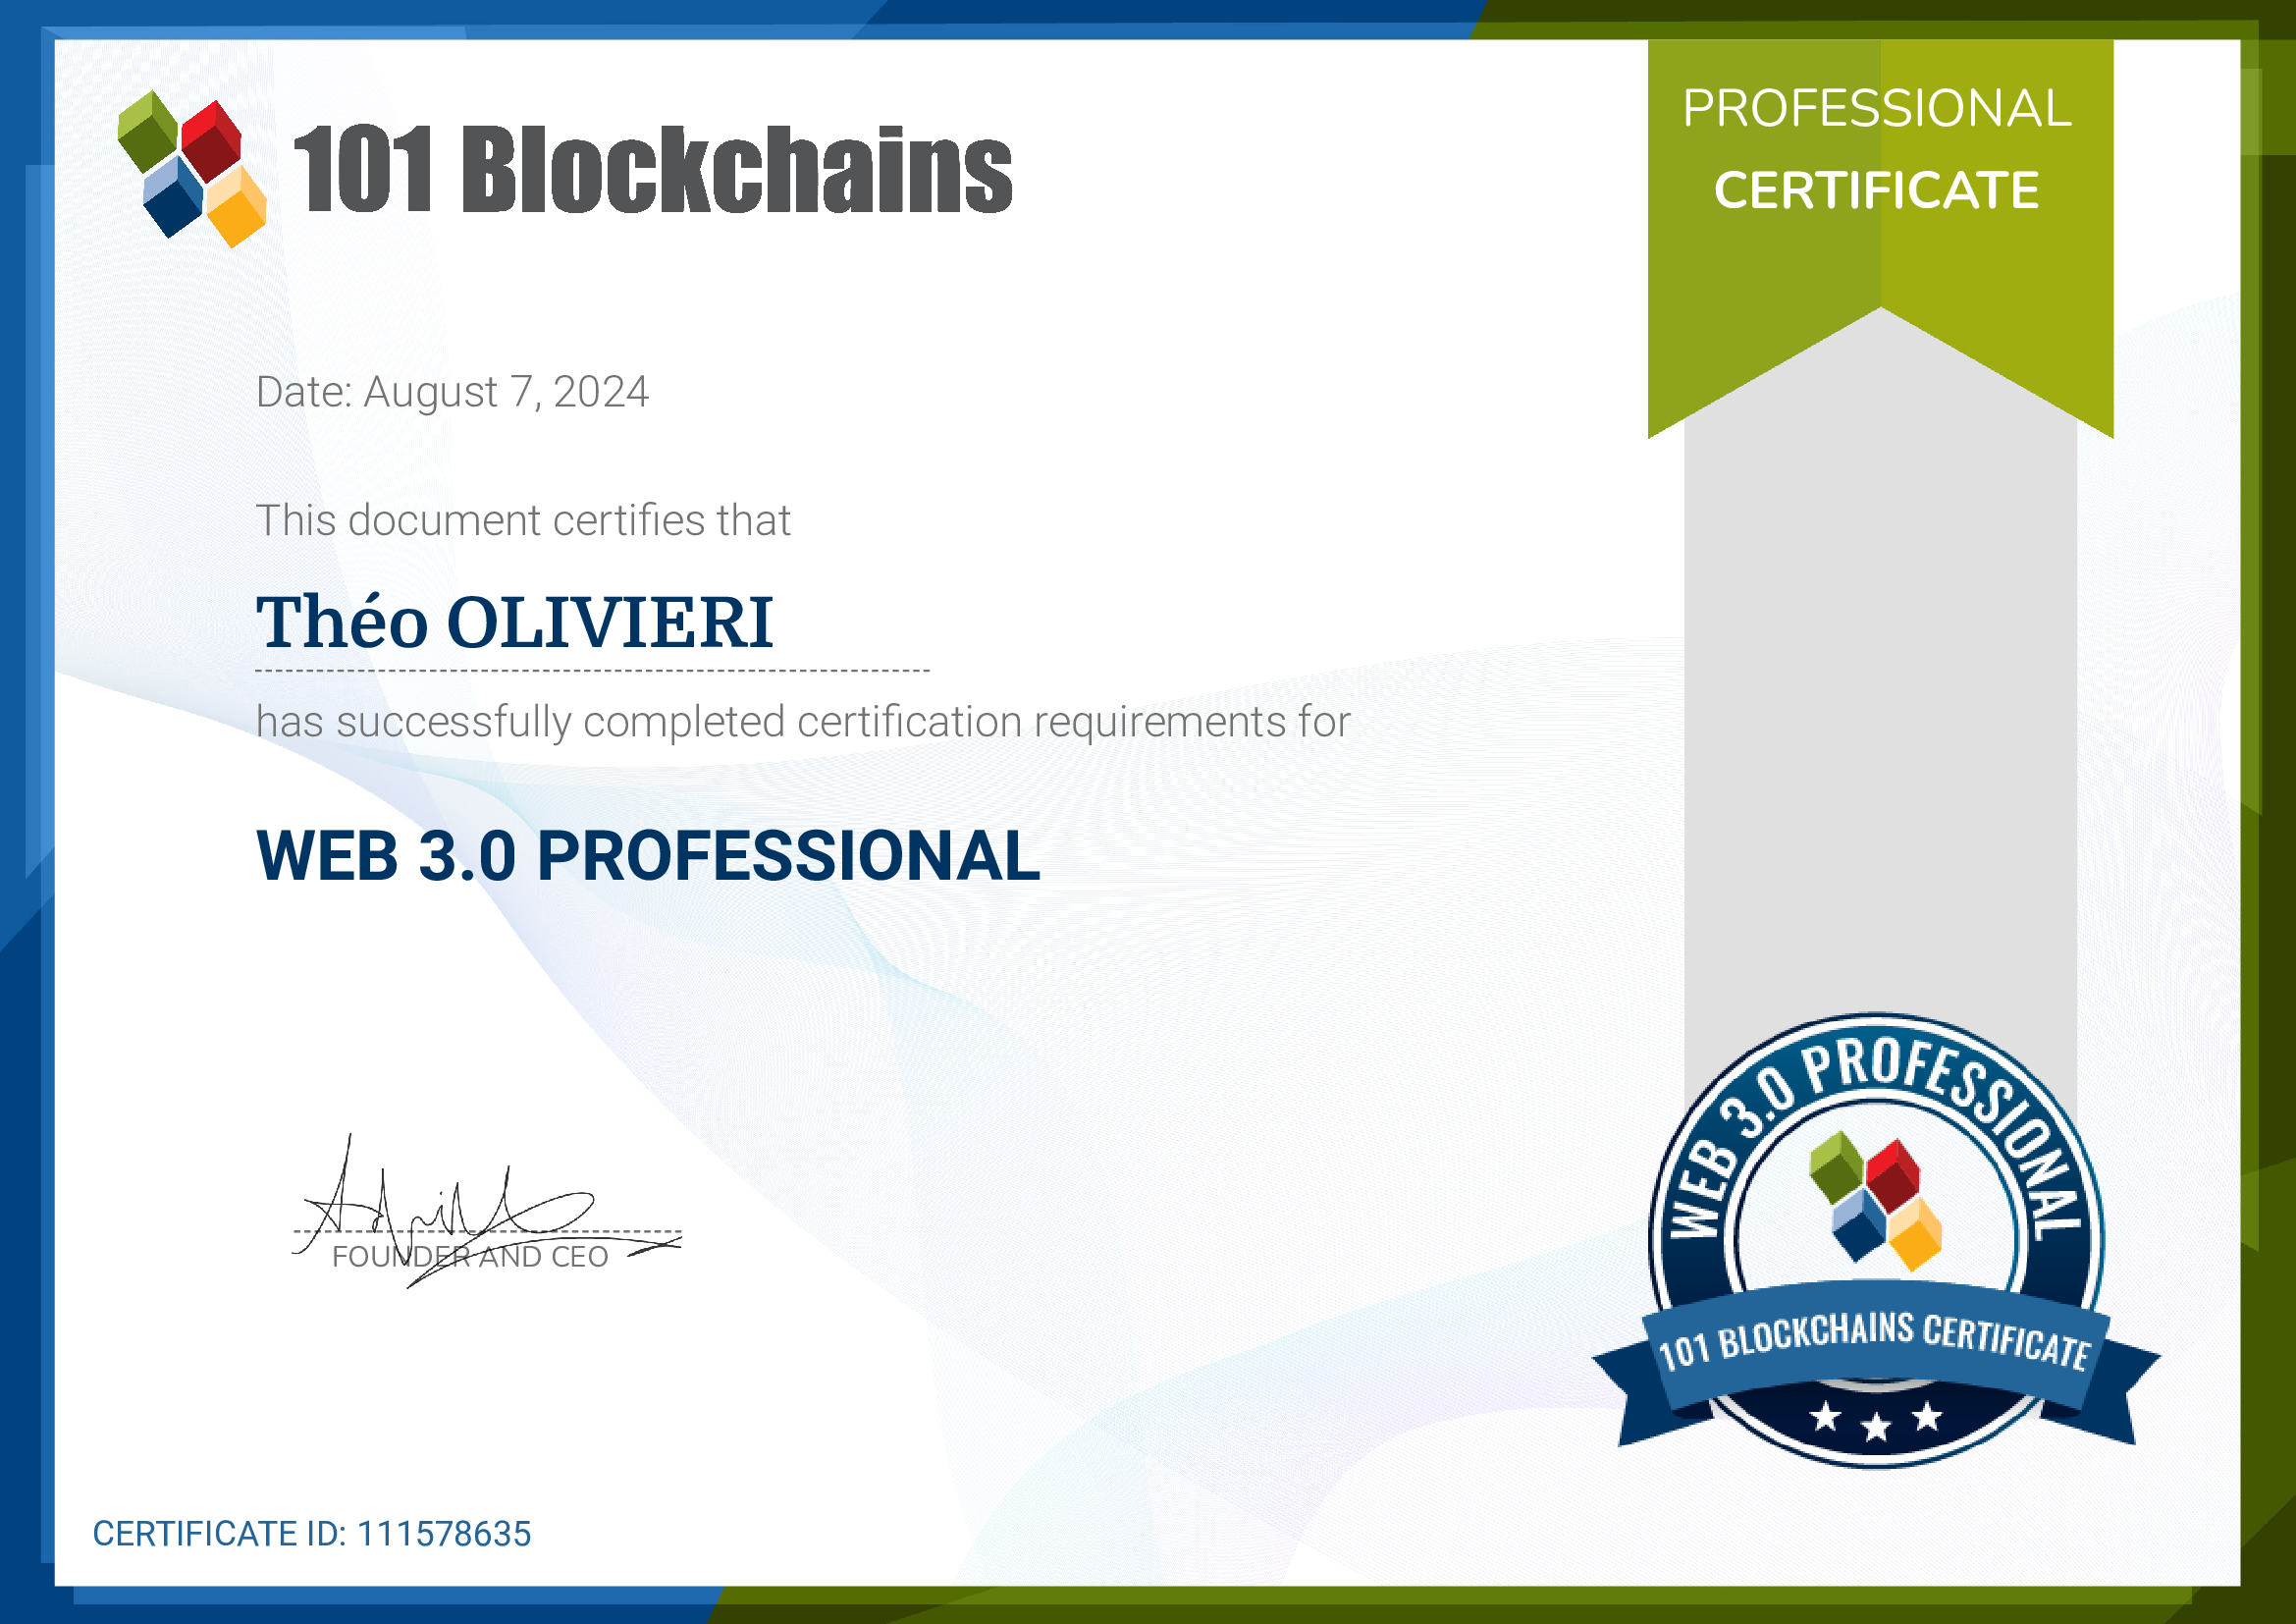 101 Blockchains
PROFESSIONAL
CERTIFICATE
Date: August 7, 2024
This document certifies that
Théo OLIVIERI
has successfully completed certification requirements for
WEB 3.0 PROFESSIONAL
FOUNDER AND CEO
WEB 3.0 PROFESSIONAL
101 BLOCKCHAINS CERTIFICATE
CERTIFICATE ID: 111578635